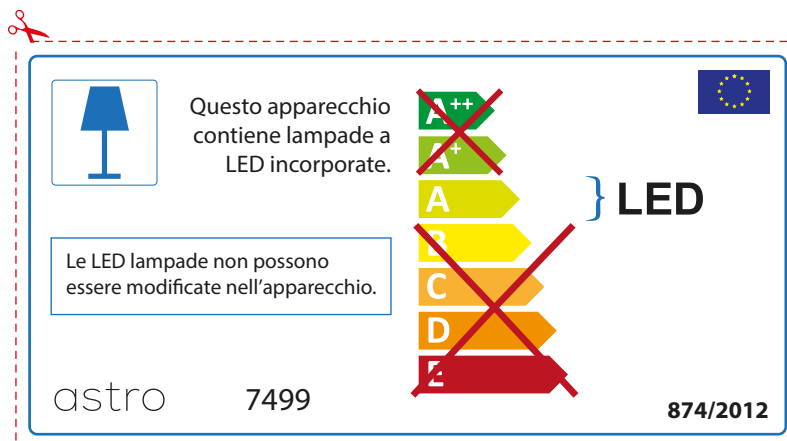 Questo apparecchio
contiene lampade a
LED incorporate.
Le LED lampade non possono
essere modificate nell'apparecchio.
A++
A+
A
B
C
D
E
LED
astro
7499
874/2012